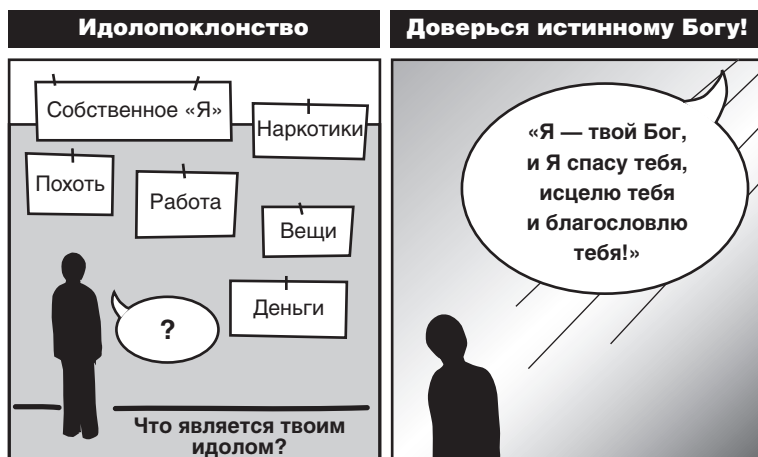 Идолопоклонство
Собственное «Я»
Наркотики
Похоть
Работа
Вещи
Деньги
?
Что является твоим
идолом?
Доверься истинному Богу!
«Я — твой Бог,
и Я спасу тебя,
исцелю тебя
и благословлю
тебя!»